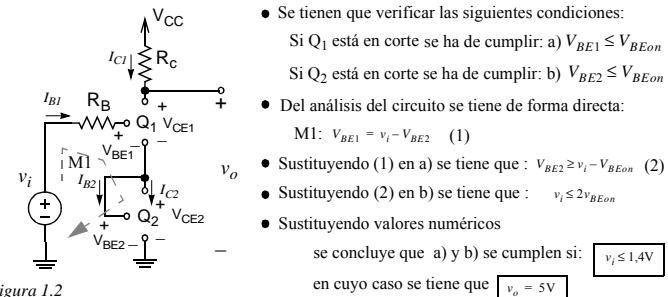 V_CC
I_C1
R_c
I_B1
R_B
+
+
Q_1
V_CE1
+
V_BE1
–
–
M1
v_o
v_i
I_B2
+
I_C2
+
–
Q_2
V_CE2
+
V_BE2
–
–
–
Figura 1.2
• Se tienen que verificar las siguientes condiciones:
Si Q_1 está en corte se ha de cumplir: a) V_BE1 ≤ V_BEon
Si Q_2 está en corte se ha de cumplir: b) V_BE2 ≤ V_BEon
• Del análisis del circuito se tiene de forma directa:
M1: V_BE1 = v_i – V_BE2 (1)
• Sustituyendo (1) en a) se tiene que : V_BE2 ≥ v_i – V_BEon (2)
• Sustituyendo (2) en b) se tiene que : v_i ≤ 2v_BEon
• Sustituyendo valores numéricos
se concluye que a) y b) se cumplen si: v_i ≤ 1,4V
en cuyo caso se tiene que v_o = 5V